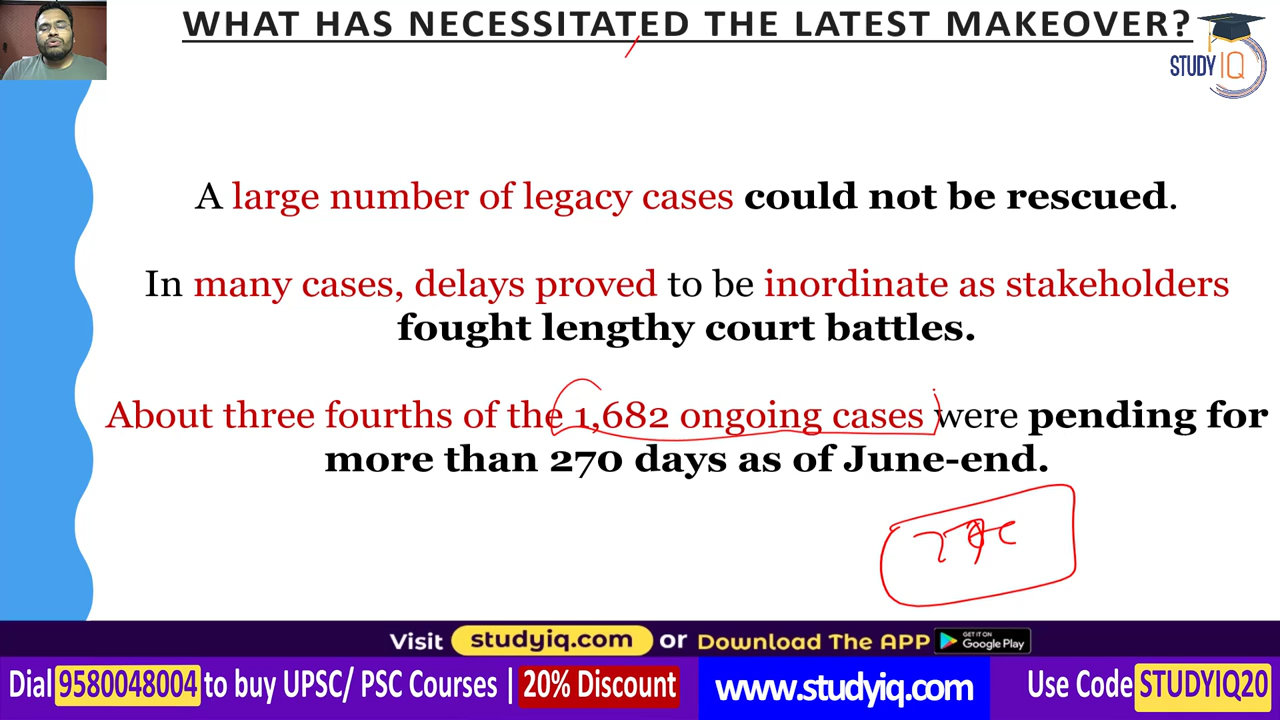 WHAT HAS NECESSITATED THE LATEST MAKEOVER?
STUDY IQ
A large number of legacy cases could not be rescued.
In many cases, delays proved to be inordinate as stakeholders
fought lengthy court battles.
About three fourths of the 1,682 ongoing cases were pending for
more than 270 days as of June-end.
Visit studyiq.com or Download The APP GET IT ON Google Play
Dial 9580048004 to buy UPSC/ PSC Courses | 20% Discount www.studyiq.com Use Code STUDYIQ20